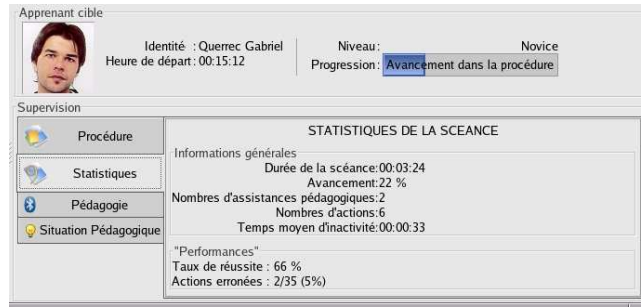 Apprenant cible
Identité : Querrec Gabriel
Heure de départ : 00:15:12
Niveau : Novice
Progression : Avancement dans la procédure
Supervision
Procédure
Statistiques
Pédagogie
Situation Pédagogique
STATISTIQUES DE LA SCEANCE
Informations générales
Durée de la scéance:00:03:24
Avancement:22 %
Nombres d'assistances pédagogiques:2
Nombres d'actions:6
Temps moyen d'inactivité:00:00:33
"Performances"
Taux de réussite : 66 %
Actions erronées : 2/35 (5%)